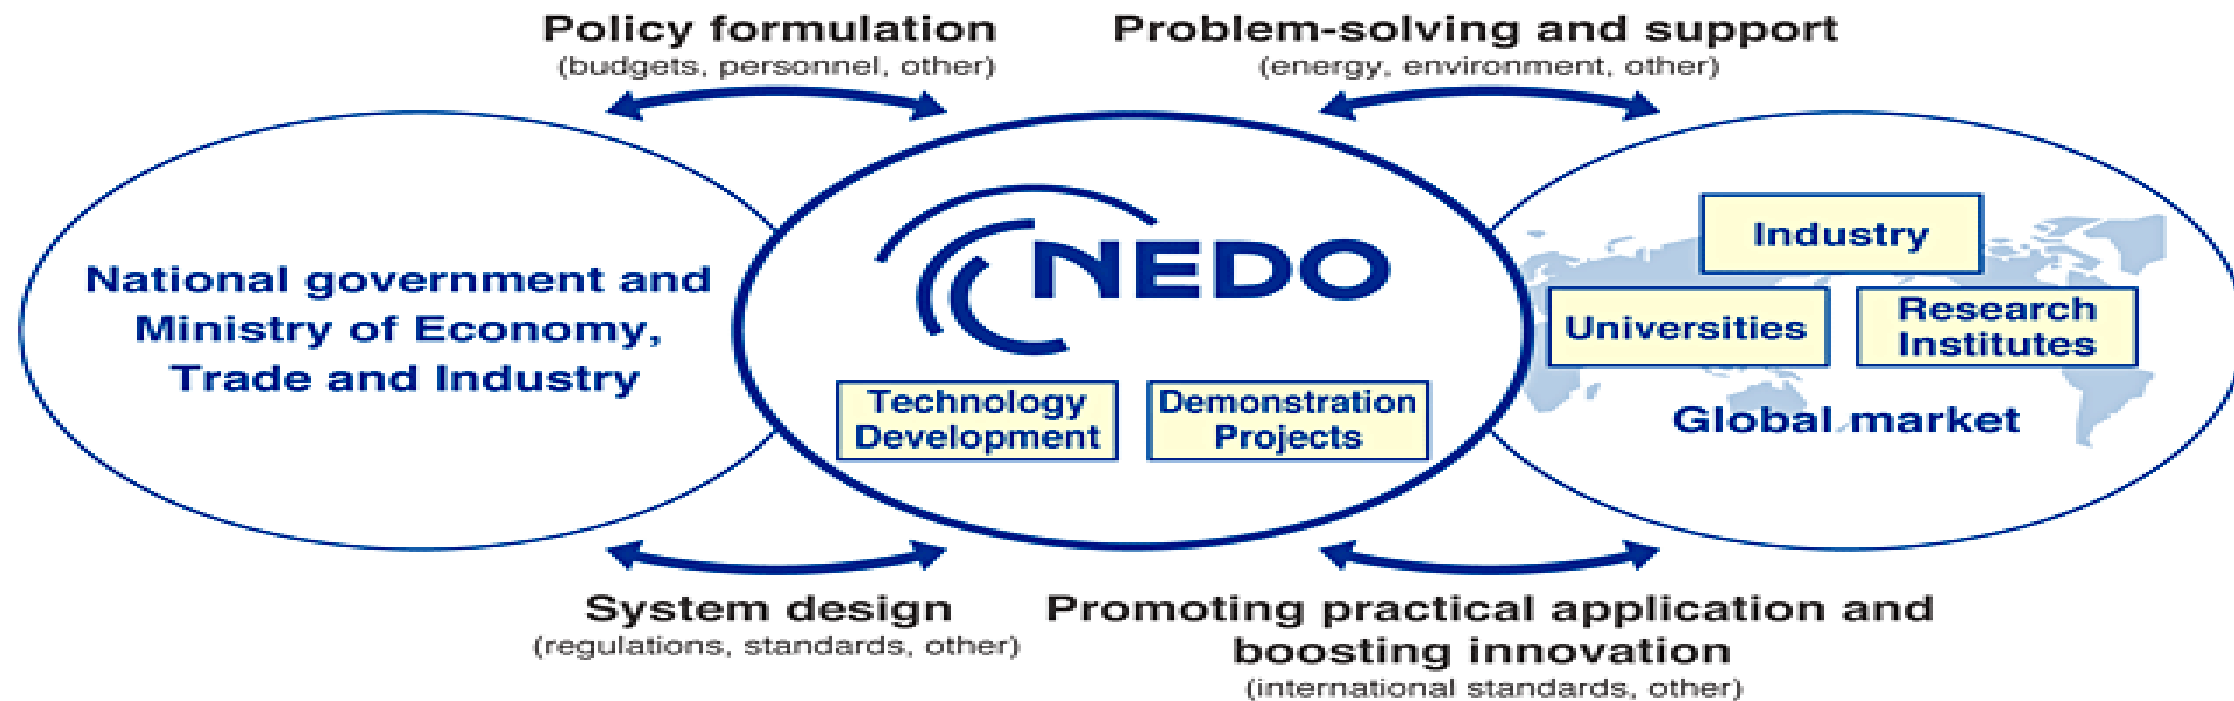 Policy formulation
(budgets, personnel, other)
Problem-solving and support
(energy, environment, other)
National government and
Ministry of Economy,
Trade and Industry
NEDO
Technology
Development
Demonstration
Projects
Industry
Universities
Research
Institutes
Global market
System design
(regulations, standards, other)
Promoting practical application and
boosting innovation
(international standards, other)